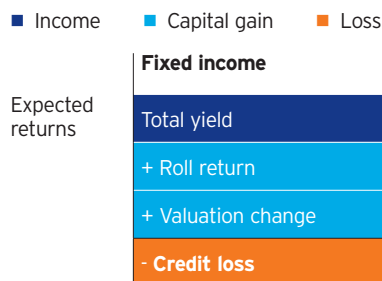 Income Capital gain Loss
Fixed income
Expected
returns
Total yield
+ Roll return
+ Valuation change
- Credit loss